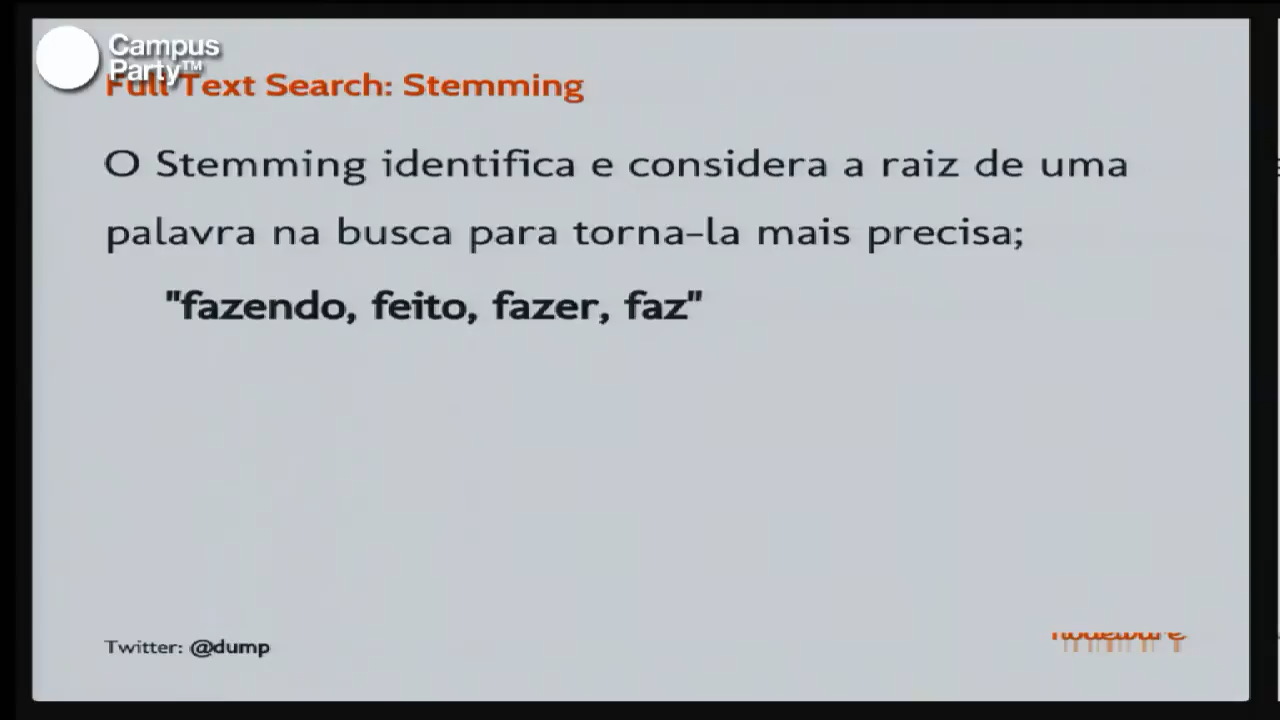 Campus
Party™
Full Text Search: Stemming
O Stemming identifica e considera a raiz de uma
palavra na busca para torna-la mais precisa;
"fazendo, feito, fazer, faz"
Twitter: @dump